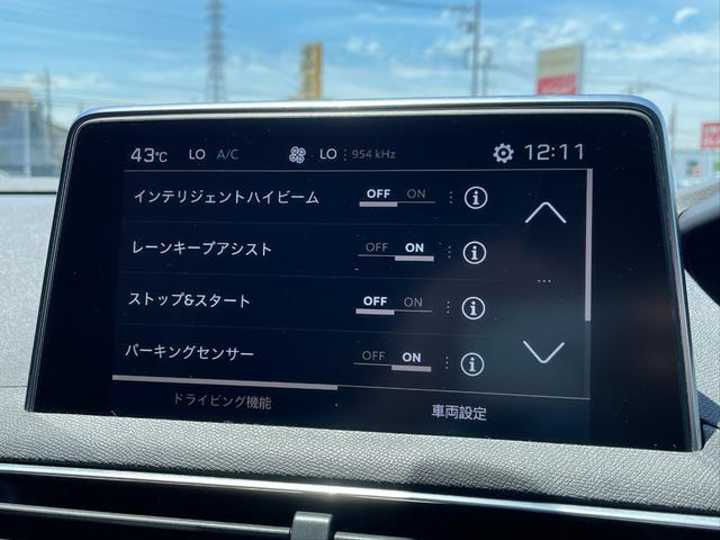 43℃ LO A/C LO 954 kHz 12:11
インテリジェントハイビーム OFF ON
レーンキープアシスト OFF ON
ストップ&スタート OFF ON
パーキングセンサー OFF ON
ドライビング機能 車両設定